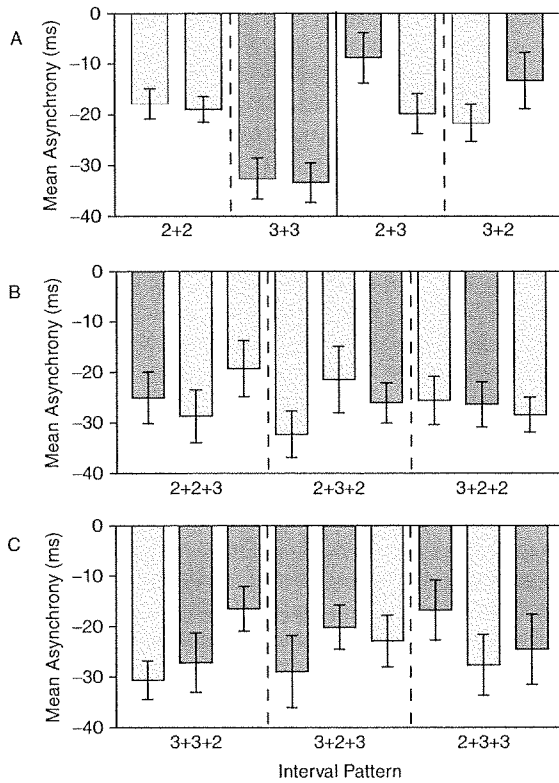 A
Mean Asynchrony (ms)
0
−10
−20
−30
−40
2+2 3+3 2+3 3+2
B
Mean Asynchrony (ms)
0
−10
−20
−30
−40
2+2+3 2+3+2 3+2+2
C
Mean Asynchrony (ms)
0
−10
−20
−30
−40
3+3+2 3+2+3 2+3+3
Interval Pattern